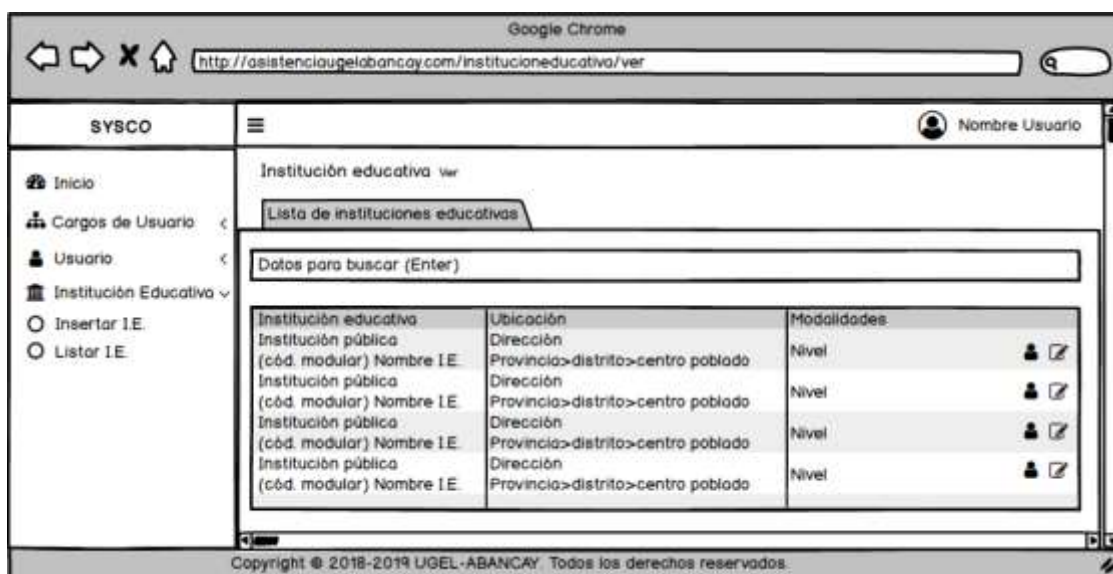 Google Chrome
http://asistenciaugelabancay.com/institucioneducativa/ver
SYSCO
Nombre Usuario
Inicio
Cargos de Usuario
Usuario
Institución Educativa
Insertar I.E.
Listar I.E.
Institución educativa Ver
Lista de instituciones educativas
Datos para buscar (Enter)
Institución educativa Ubicación Modalidades
Institución pública Dirección
(cód. modular) Nombre I.E. Provincia>distrito>centro poblado Nivel
Institución pública Dirección
(cód. modular) Nombre I.E. Provincia>distrito>centro poblado Nivel
Institución pública Dirección
(cód. modular) Nombre I.E. Provincia>distrito>centro poblado Nivel
Institución pública Dirección
(cód. modular) Nombre I.E. Provincia>distrito>centro poblado Nivel
Copyright © 2018-2019 UGEL-ABANCAY. Todos los derechos reservados.